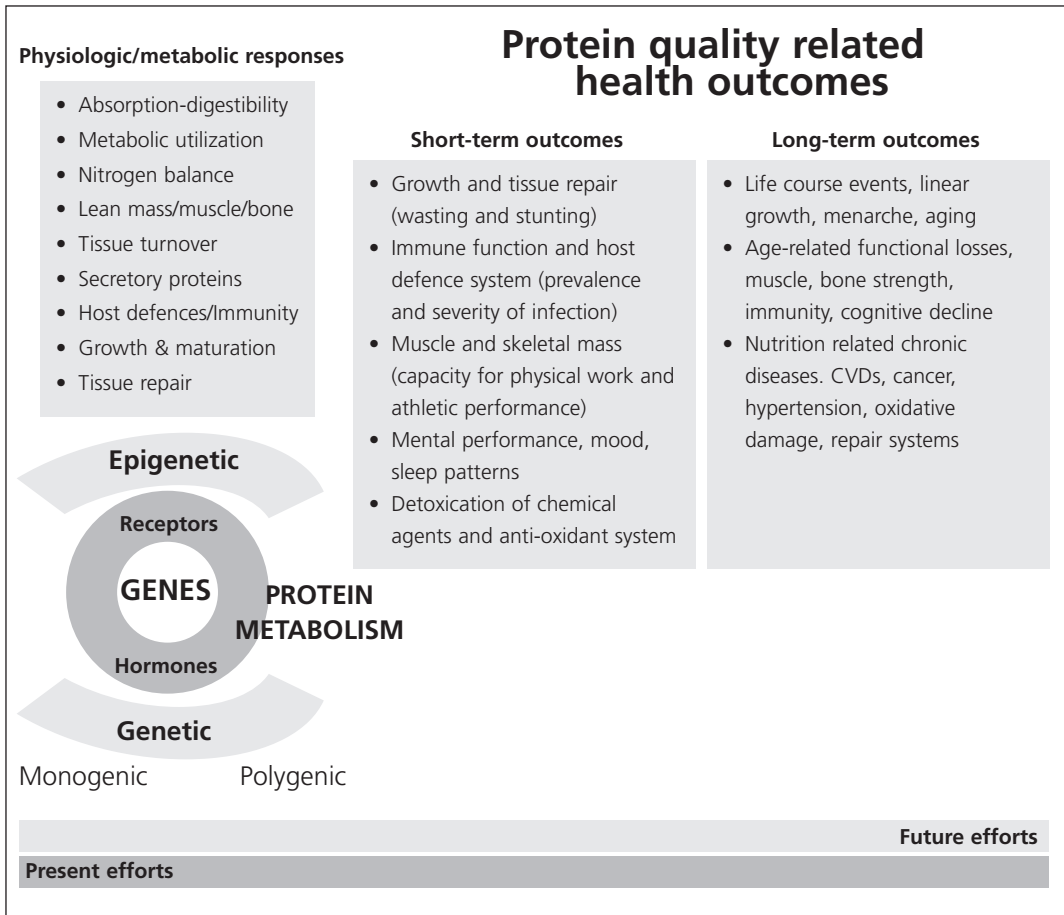 Protein quality related
health outcomes
Physiologic/metabolic responses
• Absorption-digestibility
• Metabolic utilization
• Nitrogen balance
• Lean mass/muscle/bone
• Tissue turnover
• Secretory proteins
• Host defences/Immunity
• Growth & maturation
• Tissue repair
Short-term outcomes
• Growth and tissue repair
(wasting and stunting)
• Immune function and host
defence system (prevalence
and severity of infection)
• Muscle and skeletal mass
(capacity for physical work and
athletic performance)
• Mental performance, mood,
sleep patterns
• Detoxication of chemical
agents and anti-oxidant system
Long-term outcomes
• Life course events, linear
growth, menarche, aging
• Age-related functional losses,
muscle, bone strength,
immunity, cognitive decline
• Nutrition related chronic
diseases. CVDs, cancer,
hypertension, oxidative
damage, repair systems
Epigenetic
Receptors
GENES
PROTEIN
METABOLISM
Hormones
Genetic
Monogenic
Polygenic
Future efforts
Present efforts